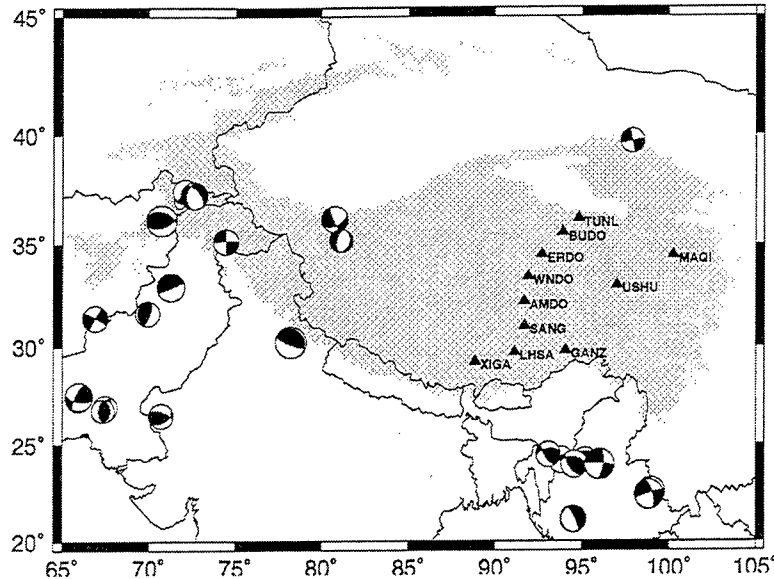 45°
40°
35°
30°
25°
20°
TUNL
BUDO
ERDO
MAQI
WNDO
USHU
AMDO
SANG
LHSA
GANZ
XIGA
65°
70°
75°
80°
85°
90°
95°
100°
105°